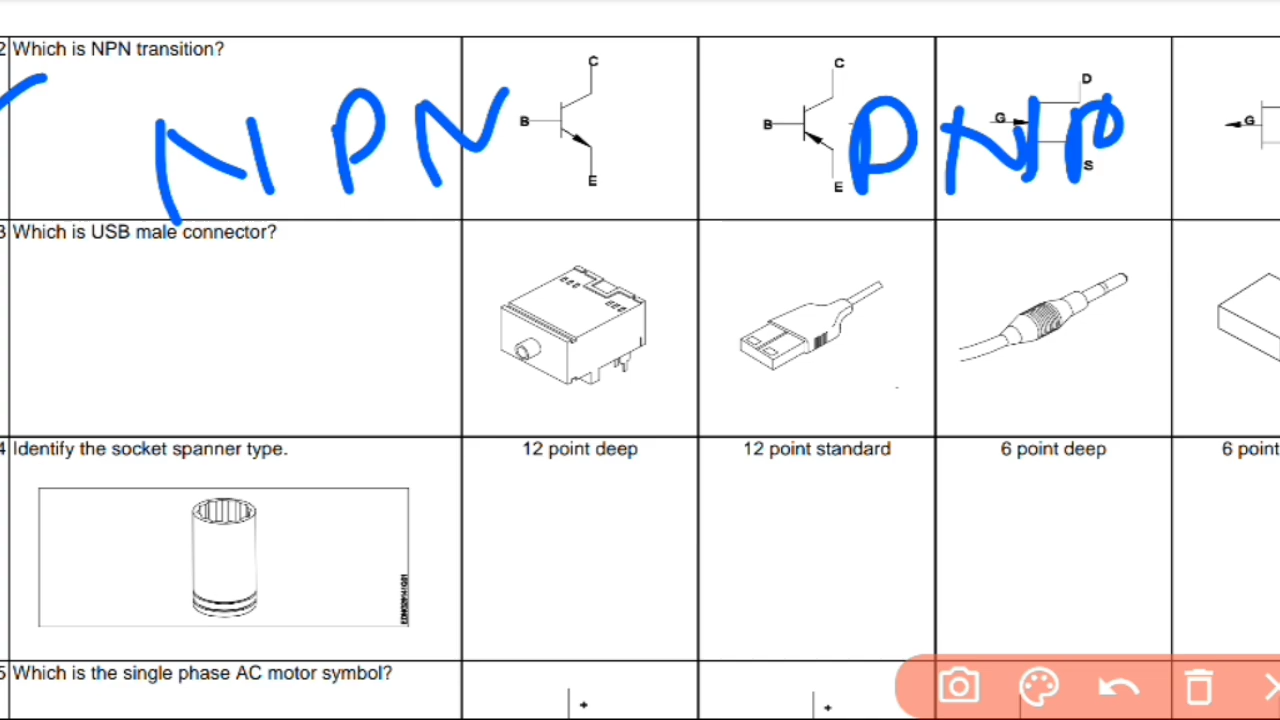 2 Which is NPN transition?
C
B
E
C
B
E
D
G
S
G
NPN
PNP
3 Which is USB male connector?
4 Identify the socket spanner type.
12 point deep
12 point standard
6 point deep
6 point
5 Which is the single phase AC motor symbol?
+
+